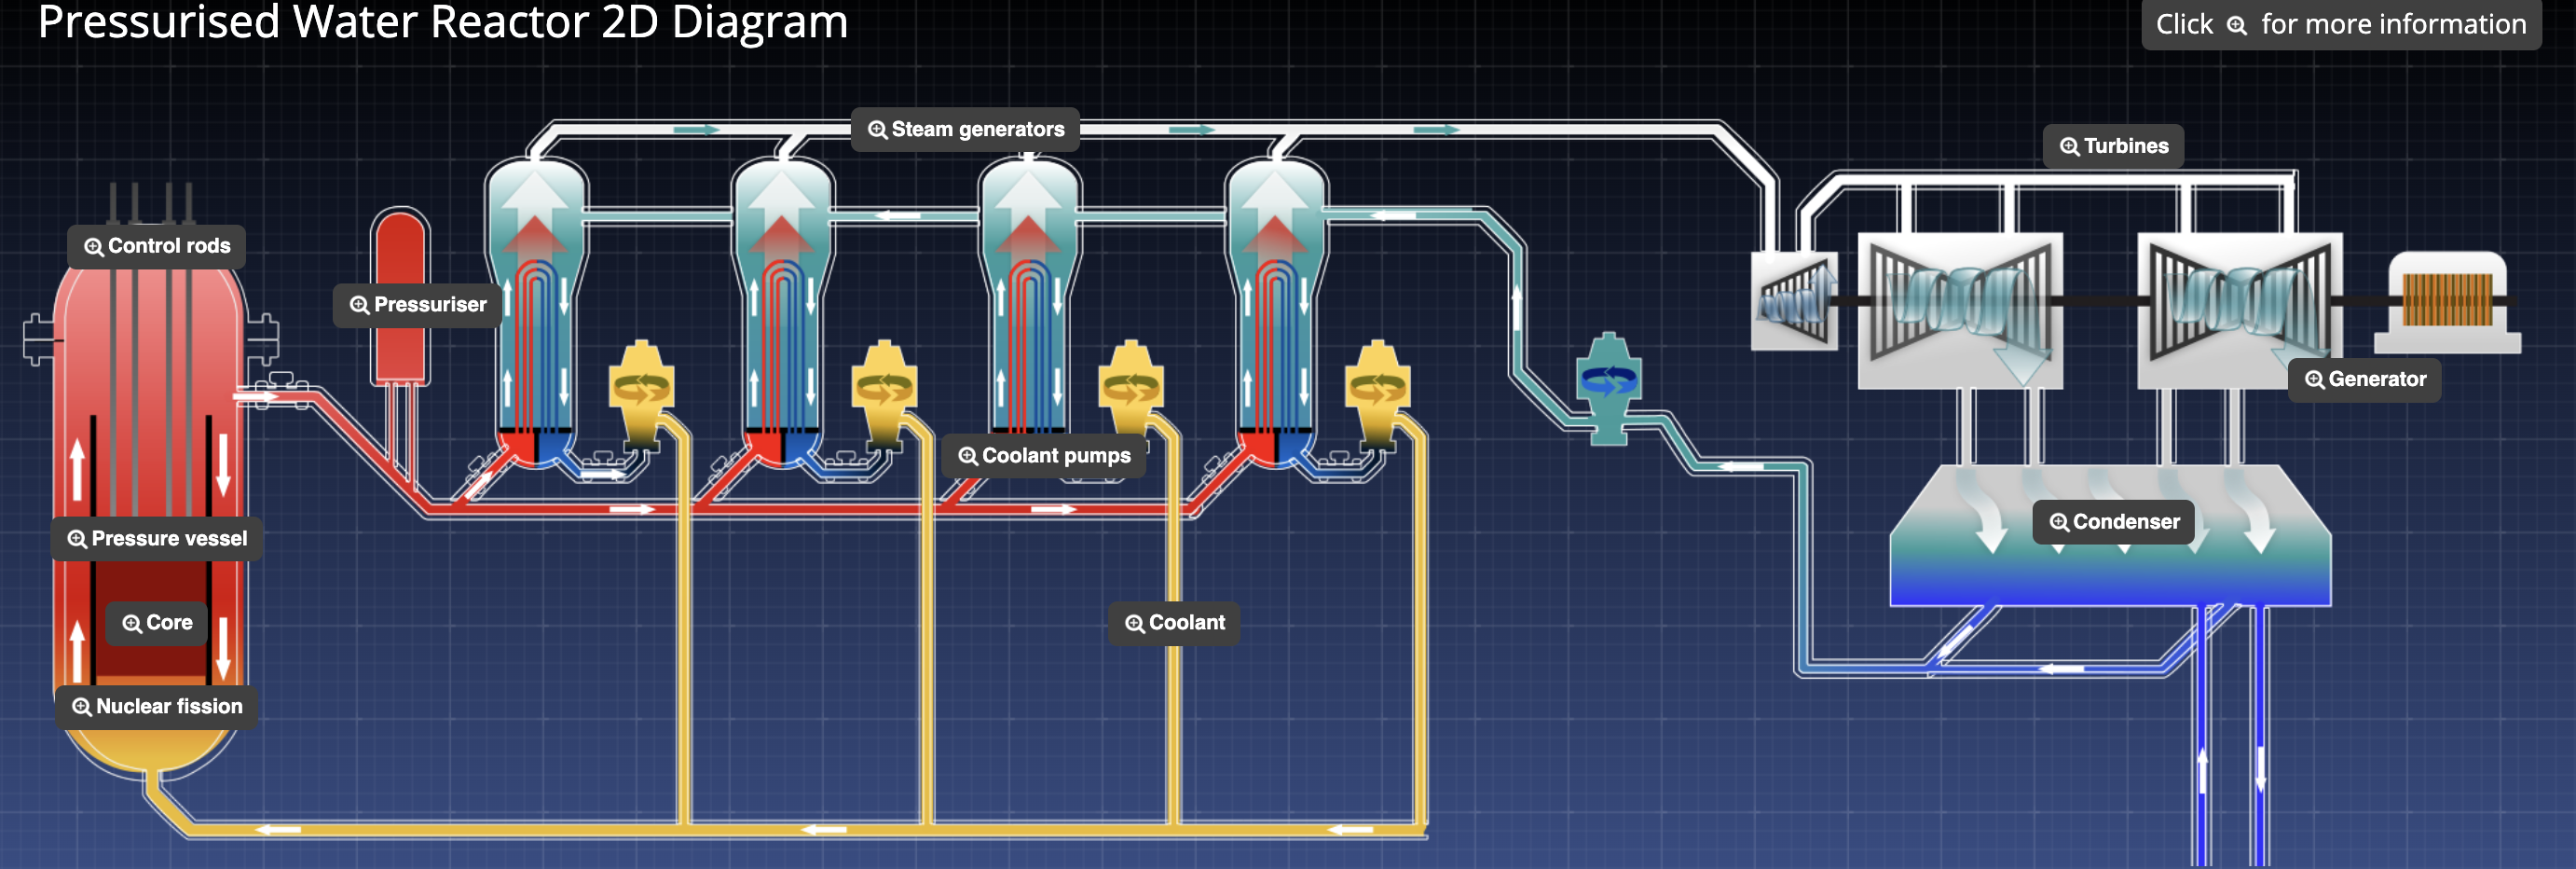 Pressurised Water Reactor 2D Diagram
Click for more information
Steam generators
Turbines
Control rods
Pressuriser
Generator
Coolant pumps
Condenser
Pressure vessel
Core
Coolant
Nuclear fission